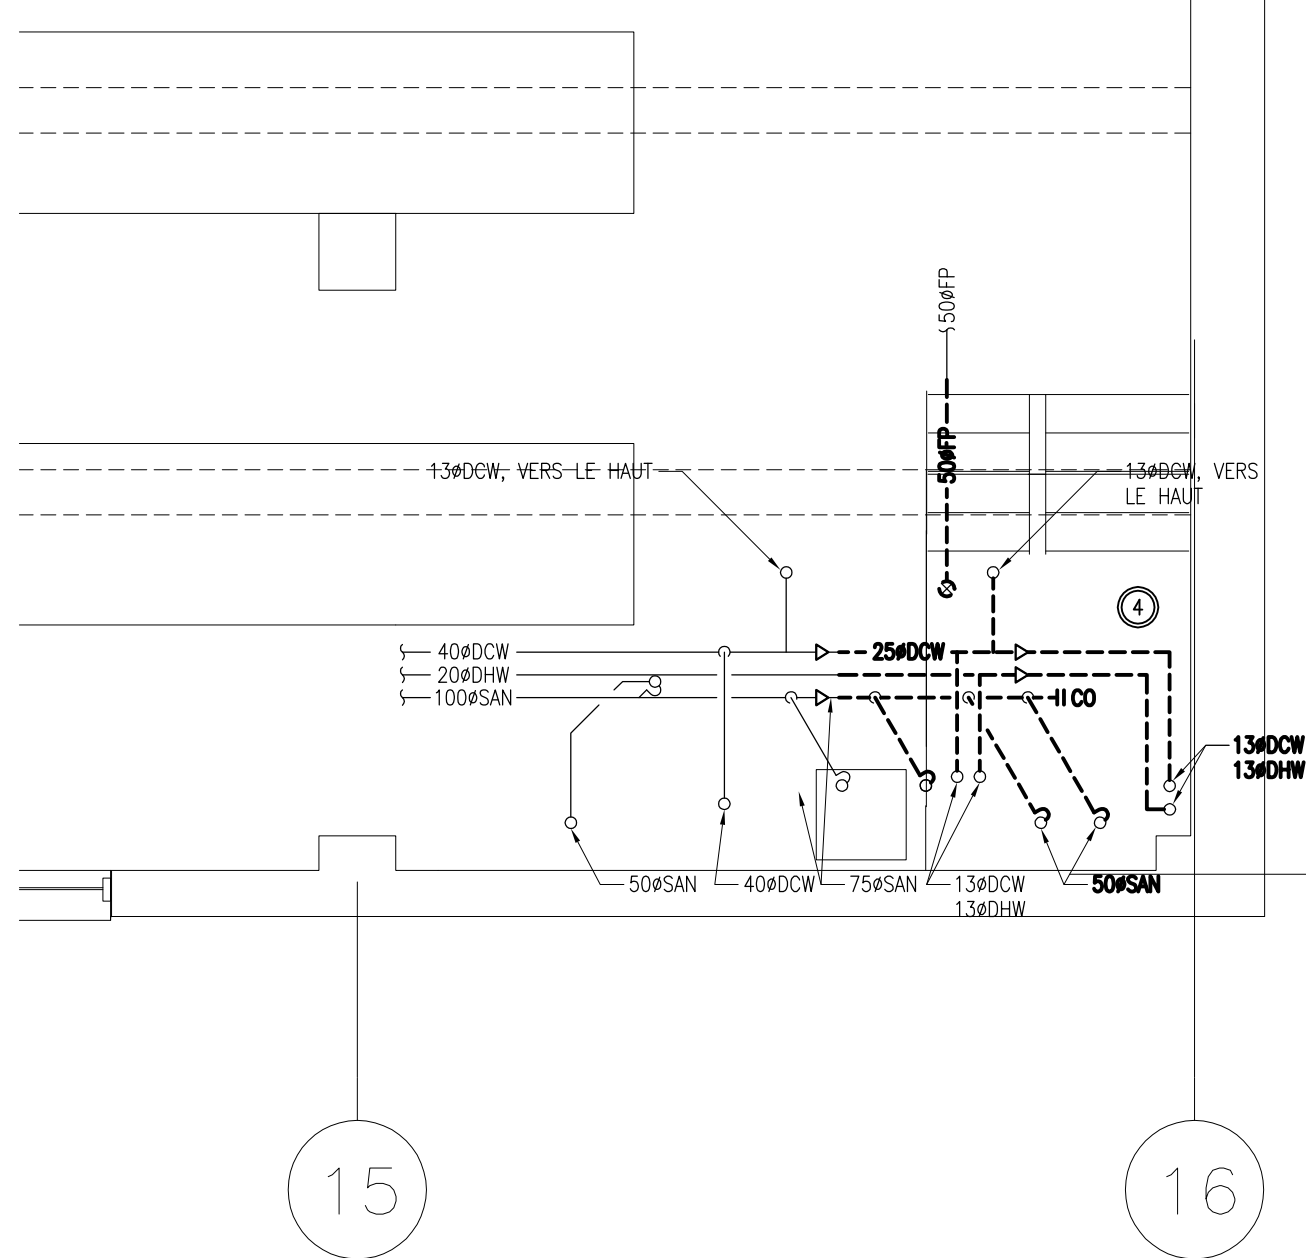 50øFP
50øFP
13øDCW, VERS LE HAUT
13øDCW, VERS
LE HAUT
4
40øDCW
25øDCW
20øDHW
100øSAN
CO
13øDCW
13øDHW
50øSAN
40øDCW
75øSAN
13øDCW
13øDHW
50øSAN
15
16